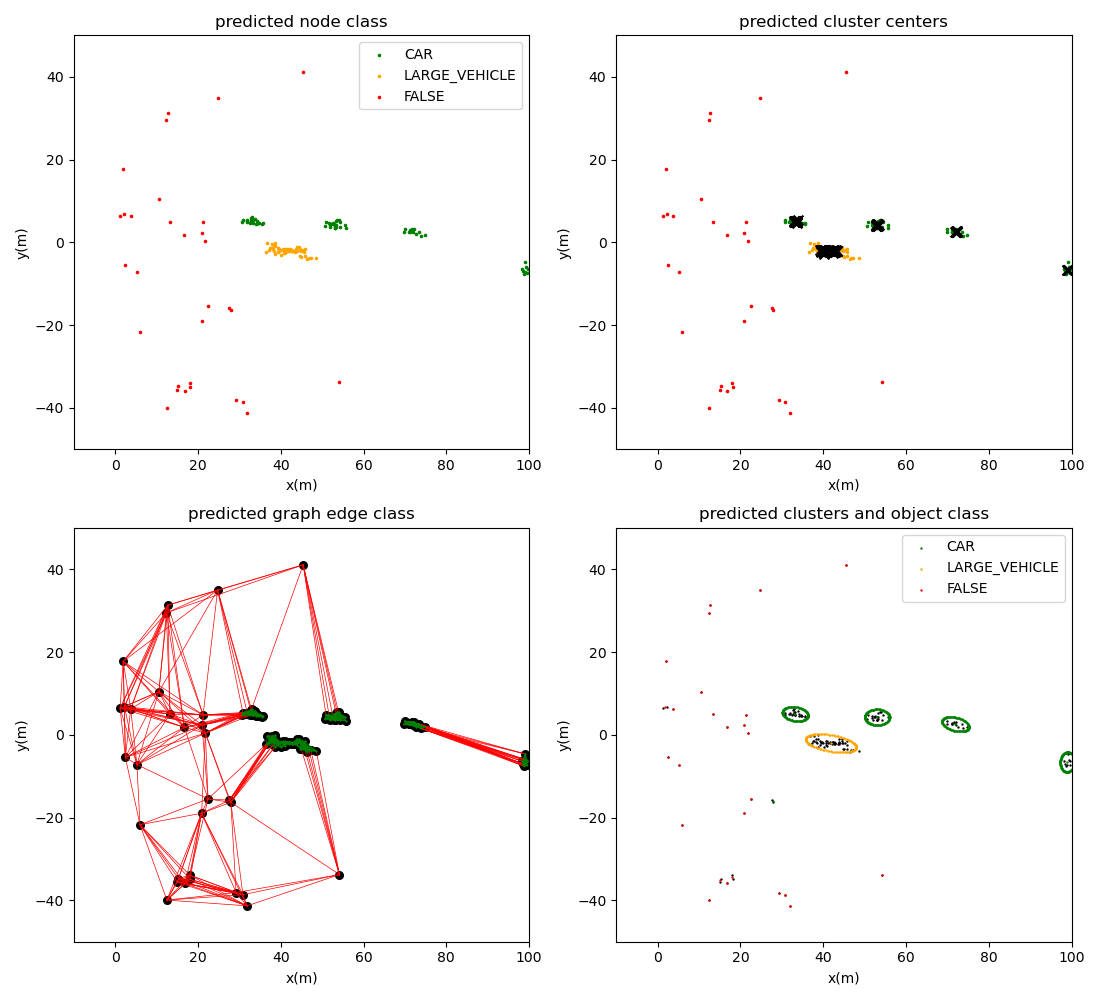 predicted node class
CAR
LARGE_VEHICLE
FALSE
40
20
0
−20
−40
y(m)
0 20 40 60 80 100
x(m)
predicted cluster centers
40
20
0
−20
−40
y(m)
0 20 40 60 80 100
x(m)
predicted graph edge class
40
20
0
−20
−40
y(m)
0 20 40 60 80 100
x(m)
predicted clusters and object class
CAR
LARGE_VEHICLE
FALSE
40
20
0
−20
−40
y(m)
0 20 40 60 80 100
x(m)